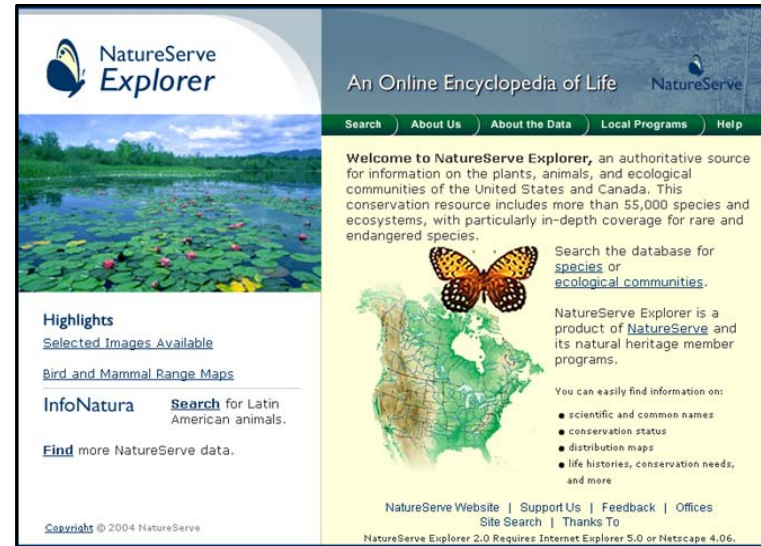 NatureServe
Explorer
An Online Encyclopedia of Life
NatureServe
Search
About Us
About the Data
Local Programs
Help
Welcome to NatureServe Explorer, an authoritative source
for information on the plants, animals, and ecological
communities of the United States and Canada. This
conservation resource includes more than 55,000 species and
ecosystems, with particularly in-depth coverage for rare and
endangered species.
Search the database for
species or
ecological communities.
NatureServe Explorer is a
product of NatureServe and
its natural heritage member
programs.
You can easily find information on:
● scientific and common names
● conservation status
● distribution maps
● life histories, conservation needs,
and more
Highlights
Selected Images Available
Bird and Mammal Range Maps
InfoNatura
Search for Latin
American animals.
Find more NatureServe data.
Copyright © 2004 NatureServe
NatureServe Website | Support Us | Feedback | Offices
Site Search | Thanks To
NatureServe Explorer 2.0 Requires Internet Explorer 5.0 or Netscape 4.06.